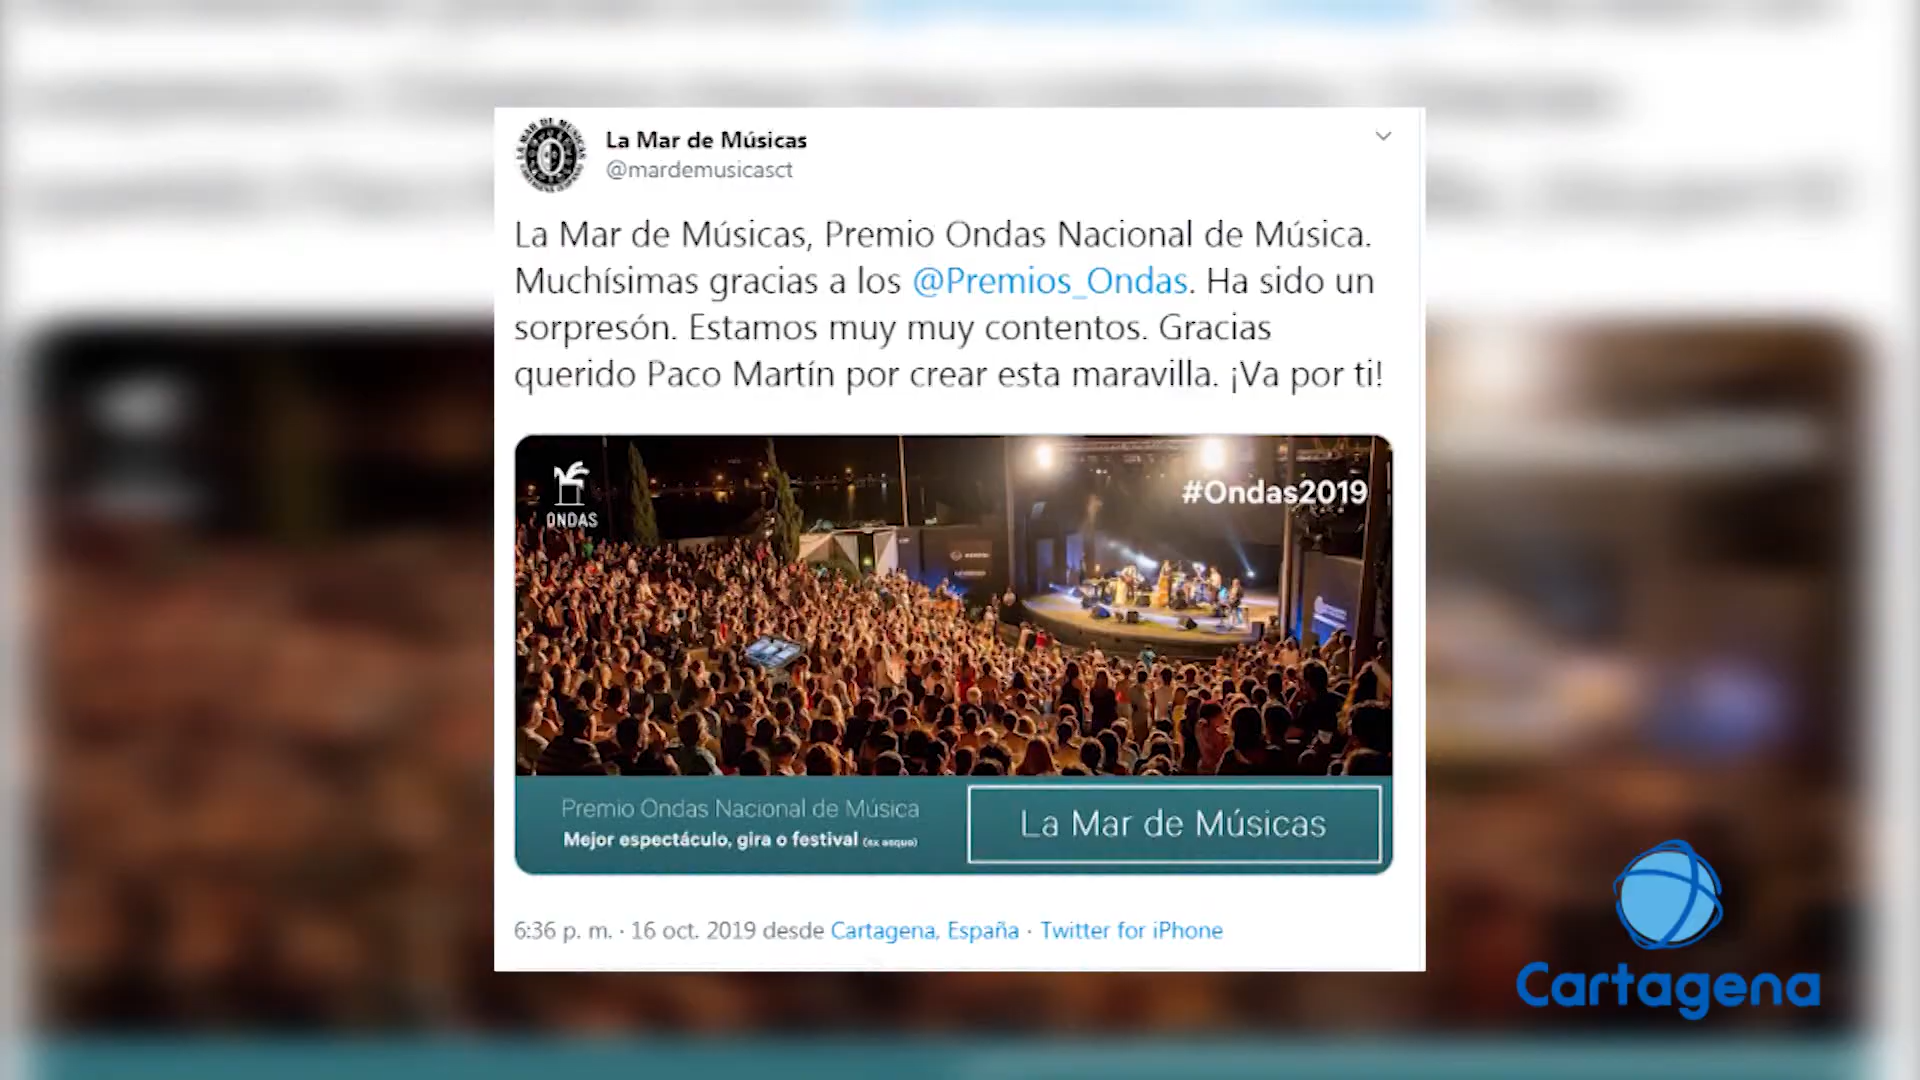 La Mar de Músicas
@mardemusicasct
La Mar de Músicas, Premio Ondas Nacional de Música.
Muchísimas gracias a los @Premios_Ondas. Ha sido un
sorpresón. Estamos muy muy contentos. Gracias
querido Paco Martín por crear esta maravilla. ¡Va por ti!
#Ondas2019
ONDAS
Premio Ondas Nacional de Música
Mejor espectáculo, gira o festival (ex aequo)
La Mar de Músicas
6:36 p. m. · 16 oct. 2019 desde Cartagena, España · Twitter for iPhone
Cartagena